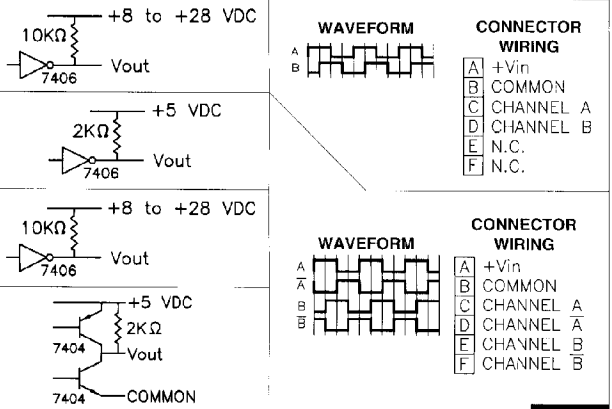 +8 to +28 VDC
10KΩ
7406
Vout
+5 VDC
2KΩ
7406
Vout
+8 to +28 VDC
10KΩ
7406
Vout
+5 VDC
2KΩ
7404
Vout
7404
COMMON
WAVEFORM
A
B
CONNECTOR
WIRING
A +Vin
B COMMON
C CHANNEL A
D CHANNEL B
E N.C.
F N.C.
WAVEFORM
A
A̅
B
B̅
CONNECTOR
WIRING
A +Vin
B COMMON
C CHANNEL A
D CHANNEL A̅
E CHANNEL B
F CHANNEL B̅